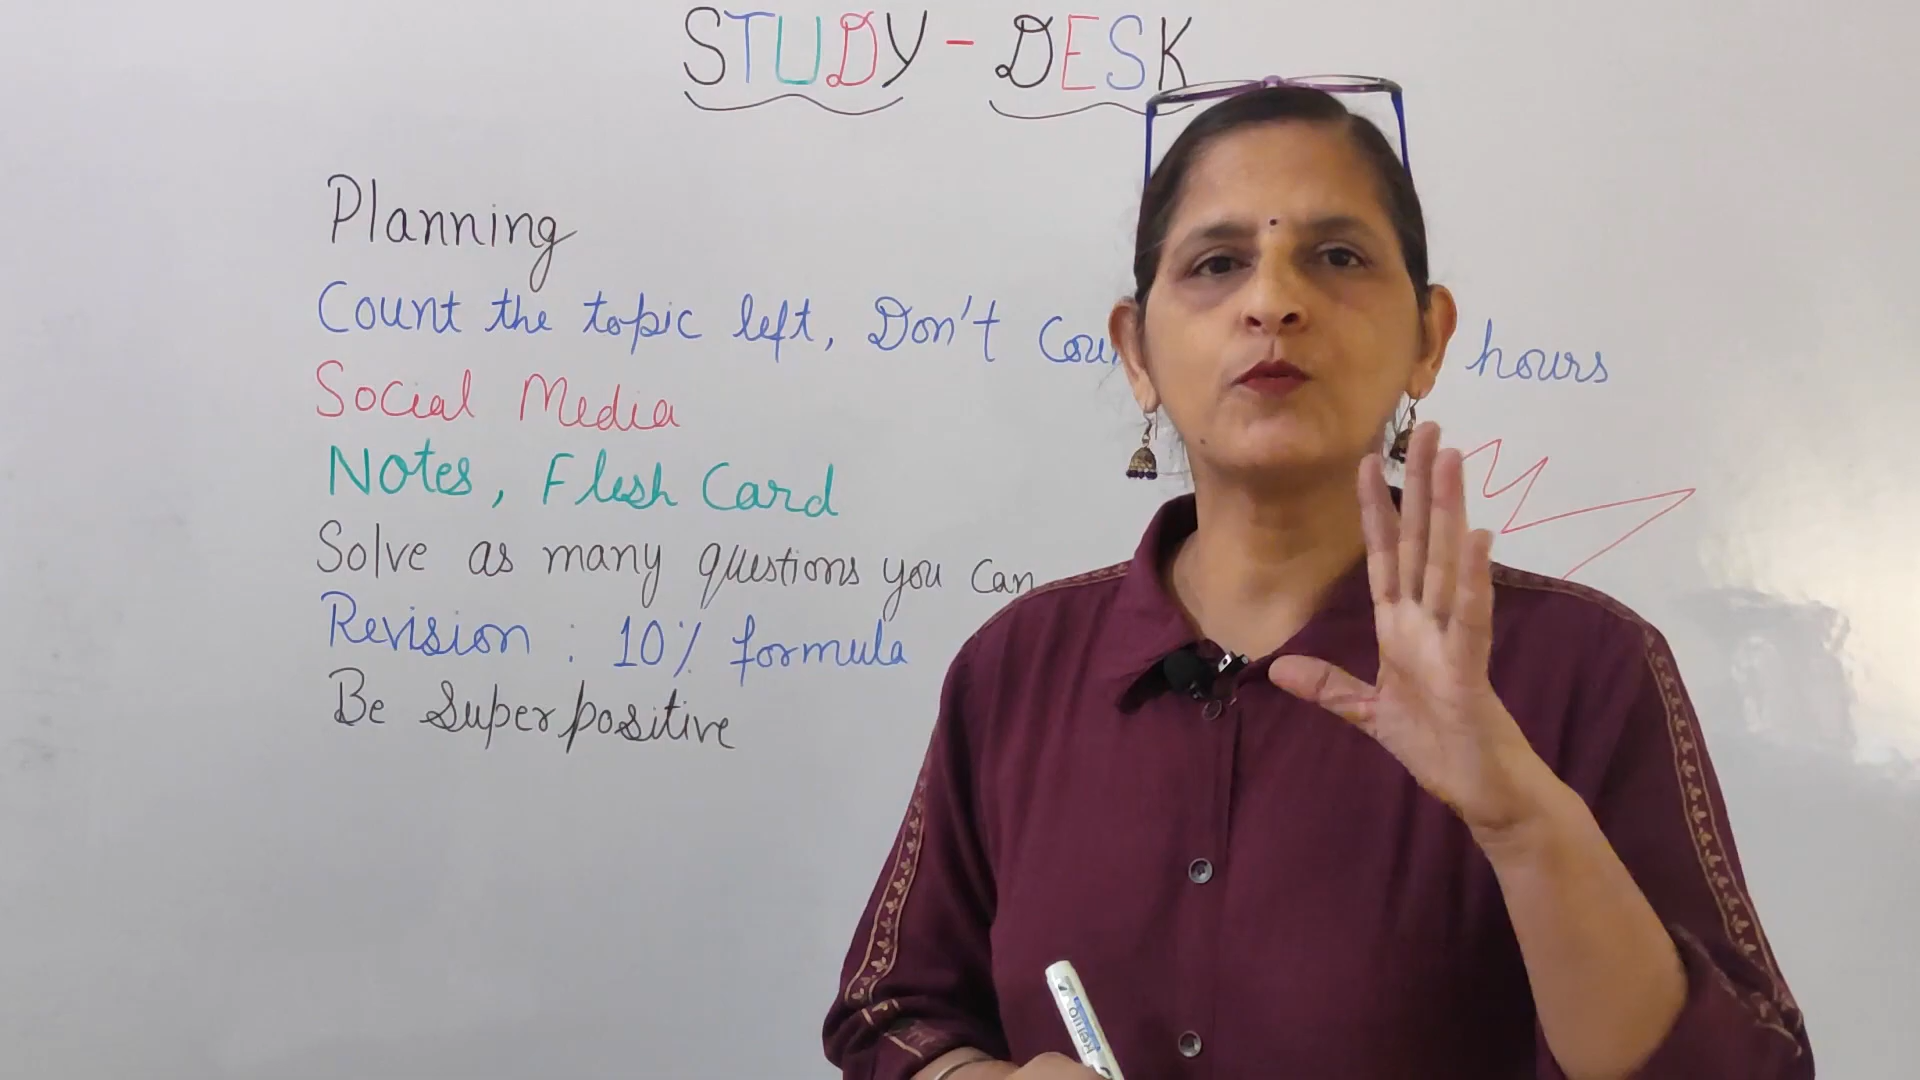 STUDY - DESK
Planning
Count the topic left, Don't Cou hours
Social Media
Notes, Flesh Card
Solve as many questions you can
Revision : 10% formula
Be Superpositive
Reynolds